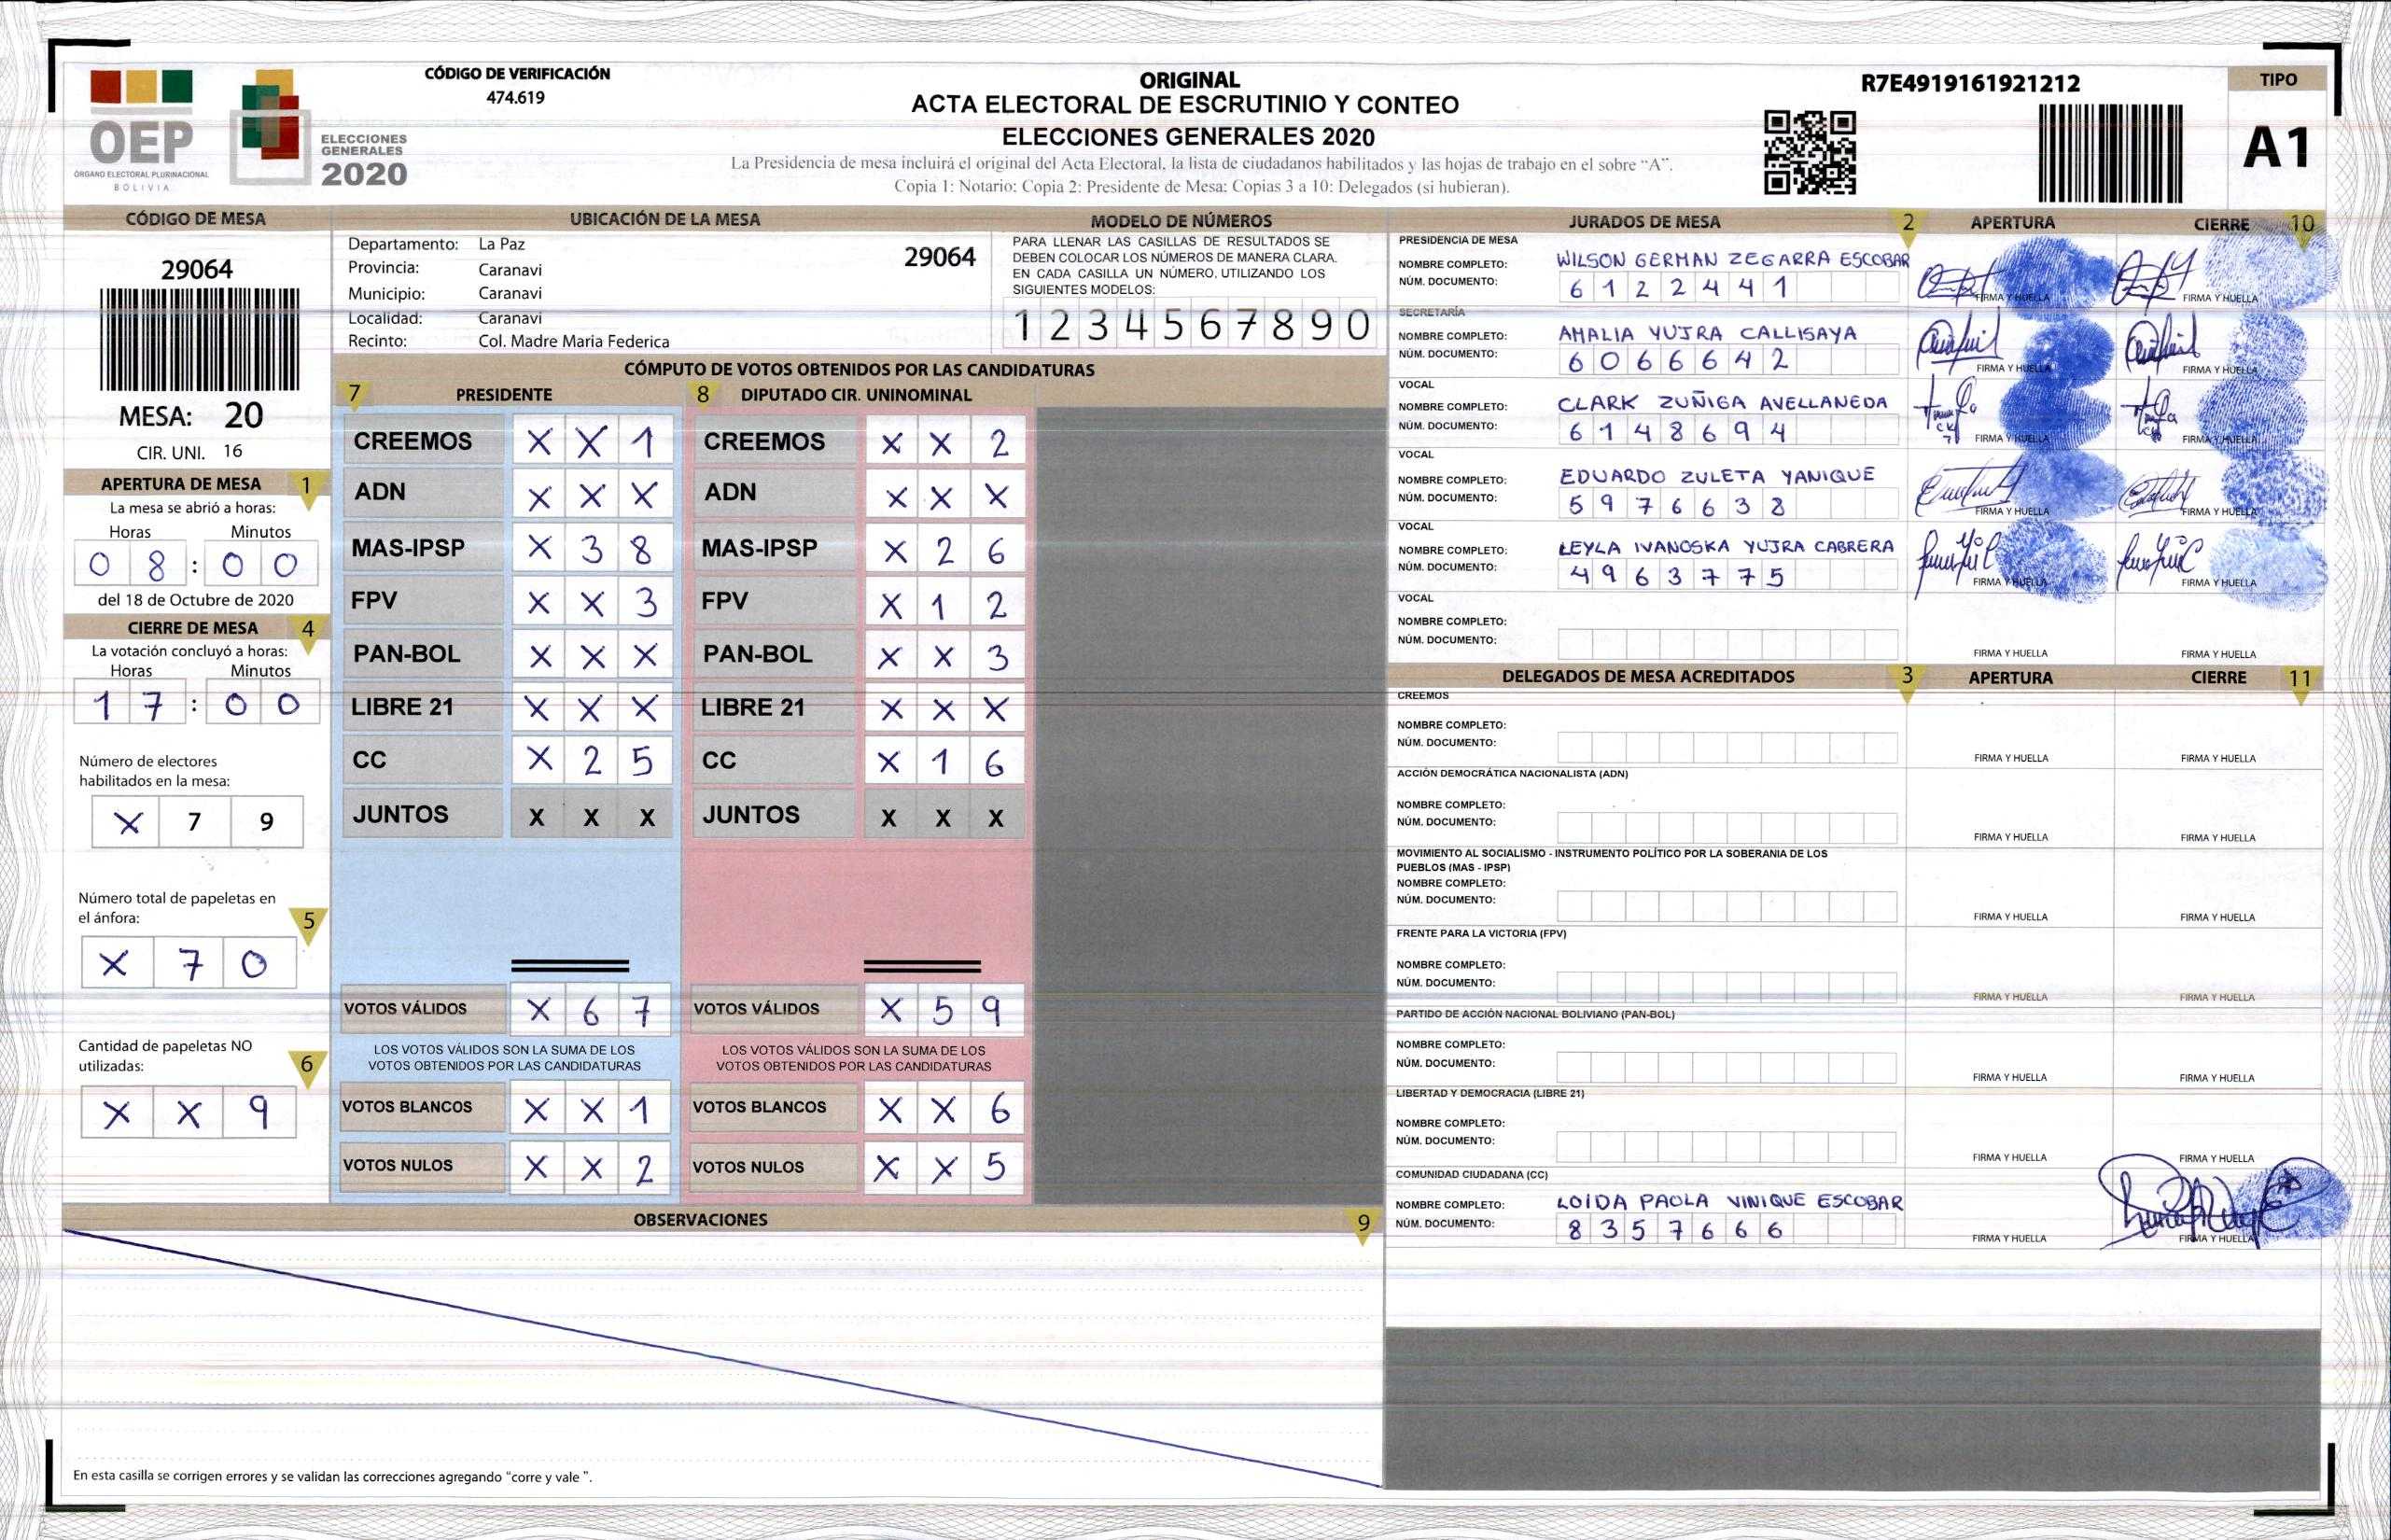 OEP
ÓRGANO ELECTORAL PLURINACIONAL
BOLIVIA
ELECCIONES
GENERALES
2020
CÓDIGO DE VERIFICACIÓN
474.619
ORIGINAL
ACTA ELECTORAL DE ESCRUTINIO Y CONTEO
ELECCIONES GENERALES 2020
La Presidencia de mesa incluirá el original del Acta Electoral, la lista de ciudadanos habilitados y las hojas de trabajo en el sobre “A”.
Copia 1: Notario: Copia 2: Presidente de Mesa: Copias 3 a 10: Delegados (si hubieran).
R7E4919161921212
TIPO
A1
CÓDIGO DE MESA
29064
MESA: 20
CIR. UNI. 16
APERTURA DE MESA 1
La mesa se abrió a horas:
Horas Minutos
0 8 : 0 0
del 18 de Octubre de 2020
CIERRE DE MESA 4
La votación concluyó a horas:
Horas Minutos
1 7 : 0 0
Número de electores
habilitados en la mesa:
X 7 9
Número total de papeletas en
el ánfora: 5
X 7 0
Cantidad de papeletas NO
utilizadas: 6
X X 9
UBICACIÓN DE LA MESA
Departamento: La Paz 29064
Provincia: Caranavi
Municipio: Caranavi
Localidad: Caranavi
Recinto: Col. Madre Maria Federica
MODELO DE NÚMEROS
PARA LLENAR LAS CASILLAS DE RESULTADOS SE
DEBEN COLOCAR LOS NÚMEROS DE MANERA CLARA.
EN CADA CASILLA UN NÚMERO, UTILIZANDO LOS
SIGUIENTES MODELOS:
1 2 3 4 5 6 7 8 9 0
CÓMPUTO DE VOTOS OBTENIDOS POR LAS CANDIDATURAS
7 PRESIDENTE
CREEMOS X X 1
ADN X X X
MAS-IPSP X 3 8
FPV X X 3
PAN-BOL X X X
LIBRE 21 X X X
CC X 2 5
JUNTOS X X X
VOTOS VÁLIDOS X 6 7
LOS VOTOS VÁLIDOS SON LA SUMA DE LOS
VOTOS OBTENIDOS POR LAS CANDIDATURAS
VOTOS BLANCOS X X 1
VOTOS NULOS X X 2
8 DIPUTADO CIR. UNINOMINAL
CREEMOS X X 2
ADN X X X
MAS-IPSP X 2 6
FPV X 1 2
PAN-BOL X X 3
LIBRE 21 X X X
CC X 1 6
JUNTOS X X X
VOTOS VÁLIDOS X 5 9
LOS VOTOS VÁLIDOS SON LA SUMA DE LOS
VOTOS OBTENIDOS POR LAS CANDIDATURAS
VOTOS BLANCOS X X 6
VOTOS NULOS X X 5
OBSERVACIONES 9
En esta casilla se corrigen errores y se validan las correcciones agregando “corre y vale ”.
JURADOS DE MESA 2 APERTURA CIERRE 10
PRESIDENCIA DE MESA
NOMBRE COMPLETO: WILSON GERMAN ZEGARRA ESCOBAR
NÚM. DOCUMENTO: 6 1 2 2 4 4 1
FIRMA Y HUELLA FIRMA Y HUELLA
SECRETARÍA
NOMBRE COMPLETO: AMALIA YUJRA CALLISAYA
NÚM. DOCUMENTO: 6 0 6 6 6 4 2
FIRMA Y HUELLA FIRMA Y HUELLA
VOCAL
NOMBRE COMPLETO: CLARK ZUÑIGA AVELLANEDA
NÚM. DOCUMENTO: 6 1 4 8 6 9 4
FIRMA Y HUELLA FIRMA Y HUELLA
VOCAL
NOMBRE COMPLETO: EDUARDO ZULETA YANIQUE
NÚM. DOCUMENTO: 5 9 7 6 6 3 8
FIRMA Y HUELLA FIRMA Y HUELLA
VOCAL
NOMBRE COMPLETO: LEYLA IVANOSKA YUJRA CABRERA
NÚM. DOCUMENTO: 4 9 6 3 7 7 5
FIRMA Y HUELLA FIRMA Y HUELLA
VOCAL
NOMBRE COMPLETO:
NÚM. DOCUMENTO:
FIRMA Y HUELLA FIRMA Y HUELLA
DELEGADOS DE MESA ACREDITADOS 3 APERTURA CIERRE 11
CREEMOS
NOMBRE COMPLETO:
NÚM. DOCUMENTO:
FIRMA Y HUELLA FIRMA Y HUELLA
ACCIÓN DEMOCRÁTICA NACIONALISTA (ADN)
NOMBRE COMPLETO:
NÚM. DOCUMENTO:
FIRMA Y HUELLA FIRMA Y HUELLA
MOVIMIENTO AL SOCIALISMO - INSTRUMENTO POLÍTICO POR LA SOBERANIA DE LOS
PUEBLOS (MAS - IPSP)
NOMBRE COMPLETO:
NÚM. DOCUMENTO:
FIRMA Y HUELLA FIRMA Y HUELLA
FRENTE PARA LA VICTORIA (FPV)
NOMBRE COMPLETO:
NÚM. DOCUMENTO:
FIRMA Y HUELLA FIRMA Y HUELLA
PARTIDO DE ACCIÓN NACIONAL BOLIVIANO (PAN-BOL)
NOMBRE COMPLETO:
NÚM. DOCUMENTO:
FIRMA Y HUELLA FIRMA Y HUELLA
LIBERTAD Y DEMOCRACIA (LIBRE 21)
NOMBRE COMPLETO:
NÚM. DOCUMENTO:
FIRMA Y HUELLA FIRMA Y HUELLA
COMUNIDAD CIUDADANA (CC)
NOMBRE COMPLETO: LOIDA PAOLA VINIQUE ESCOBAR
NÚM. DOCUMENTO: 8 3 5 7 6 6 6
FIRMA Y HUELLA FIRMA Y HUELLA